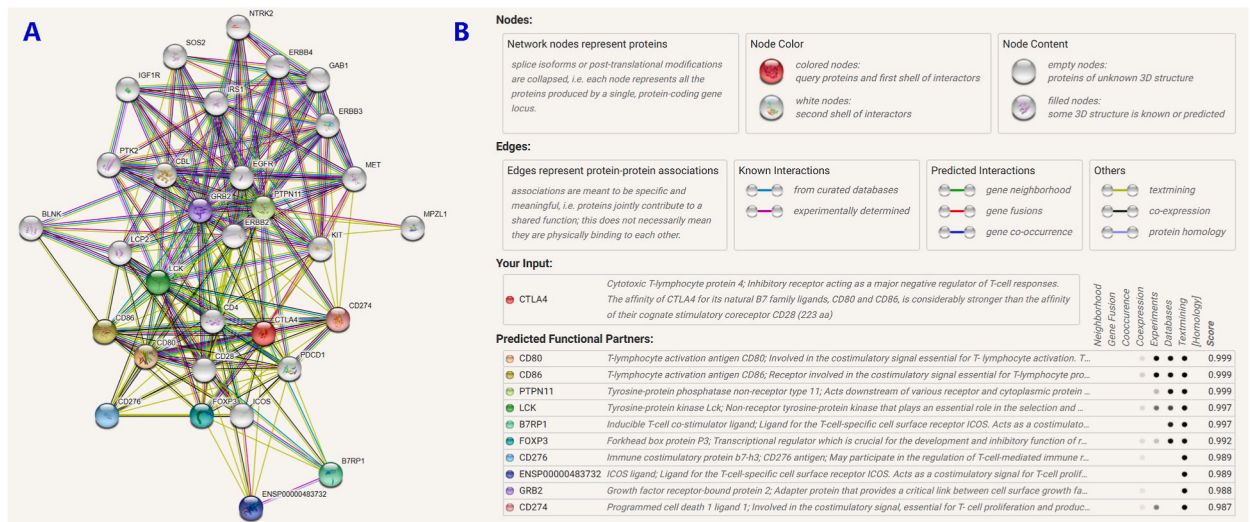 A
NTRK2
SOS2
ERBB4
GAB1
IGF1R
IRS1
ERBB3
PTK2
CBL
EGFR
MET
GRB2
PTPN11
BLNK
ERBB2
MPZL1
LCP2
KIT
LCK
CD4
CD274
CD86
CTLA4
CD80
CD28
PDCD1
CD276
FOXP3
ICOS
B7RP1
ENSP00000483732
B
Nodes:
Network nodes represent proteins
splice isoforms or post-translational modifications
are collapsed, i.e. each node represents all the
proteins produced by a single, protein-coding gene
locus.
Node Color
colored nodes:
query proteins and first shell of interactors
white nodes:
second shell of interactors
Node Content
empty nodes:
proteins of unknown 3D structure
filled nodes:
some 3D structure is known or predicted
Edges:
Edges represent protein-protein associations
associations are meant to be specific and
meaningful, i.e. proteins jointly contribute to a
shared function; this does not necessarily mean
they are physically binding to each other.
Known Interactions
from curated databases
experimentally determined
Predicted Interactions
gene neighborhood
gene fusions
gene co-occurrence
Others
textmining
co-expression
protein homology
Your Input:
CTLA4
Cytotoxic T-lymphocyte protein 4; Inhibitory receptor acting as a major negative regulator of T-cell responses.
The affinity of CTLA4 for its natural B7 family ligands, CD80 and CD86, is considerably stronger than the affinity
of their cognate stimulatory coreceptor CD28 (223 aa)
Neighborhood
Gene Fusion
Cooccurence
Coexpression
Experiments
Databases
Textmining
[Homology]
Score
Predicted Functional Partners:
CD80 T-lymphocyte activation antigen CD80; Involved in the costimulatory signal essential for T- lymphocyte activation. T... 0.999
CD86 T-lymphocyte activation antigen CD86; Receptor involved in the costimulatory signal essential for T-lymphocyte pro... 0.999
PTPN11 Tyrosine-protein phosphatase non-receptor type 11; Acts downstream of various receptor and cytoplasmic protein ... 0.999
LCK Tyrosine-protein kinase Lck; Non-receptor tyrosine-protein kinase that plays an essential role in the selection and ... 0.997
B7RP1 Inducible T-cell co-stimulator ligand; Ligand for the T-cell-specific cell surface receptor ICOS. Acts as a costimulato... 0.997
FOXP3 Forkhead box protein P3; Transcriptional regulator which is crucial for the development and inhibitory function of r... 0.992
CD276 Immune costimulatory protein b7-h3; CD276 antigen; May participate in the regulation of T-cell-mediated immune r... 0.989
ENSP00000483732 ICOS ligand; Ligand for the T-cell-specific cell surface receptor ICOS. Acts as a costimulatory signal for T-cell prolif... 0.989
GRB2 Growth factor receptor-bound protein 2; Adapter protein that provides a critical link between cell surface growth fa... 0.988
CD274 Programmed cell death 1 ligand 1; Involved in the costimulatory signal, essential for T- cell proliferation and produc... 0.987